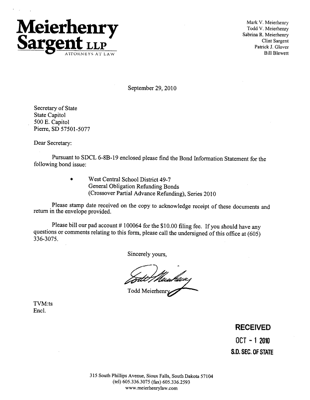 Meierhenry
Sargent LLP
ATTORNEYS AT LAW
Mark V. Meierhenry
Todd V. Meierhenry
Sabrina R. Meierhenry
Clint Sargent
Patrick J. Glover
Bill Blewett
September 29, 2010
Secretary of State
State Capitol
500 E. Capitol
Pierre, SD 57501-5077
Dear Secretary:
Pursuant to SDCL 6-8B-19 enclosed please find the Bond Information Statement for the
following bond issue:
• West Central School District 49-7
General Obligation Refunding Bonds
(Crossover Partial Advance Refunding), Series 2010
Please stamp date received on the copy to acknowledge receipt of these documents and
return in the envelope provided.
Please bill our pad account # 100064 for the $10.00 filing fee. If you should have any
questions or comments relating to this form, please call the undersigned of this office at (605)
336-3075.
Sincerely yours,
Todd Meierhenry
Todd Meierhenry
TVM:ts
Encl.
RECEIVED
OCT - 1 2010
S.D. SEC. OF STATE
315 South Phillips Avenue, Sioux Falls, South Dakota 57104
(tel) 605.336.3075 (fax) 605.336.2593
www.meierhenrylaw.com